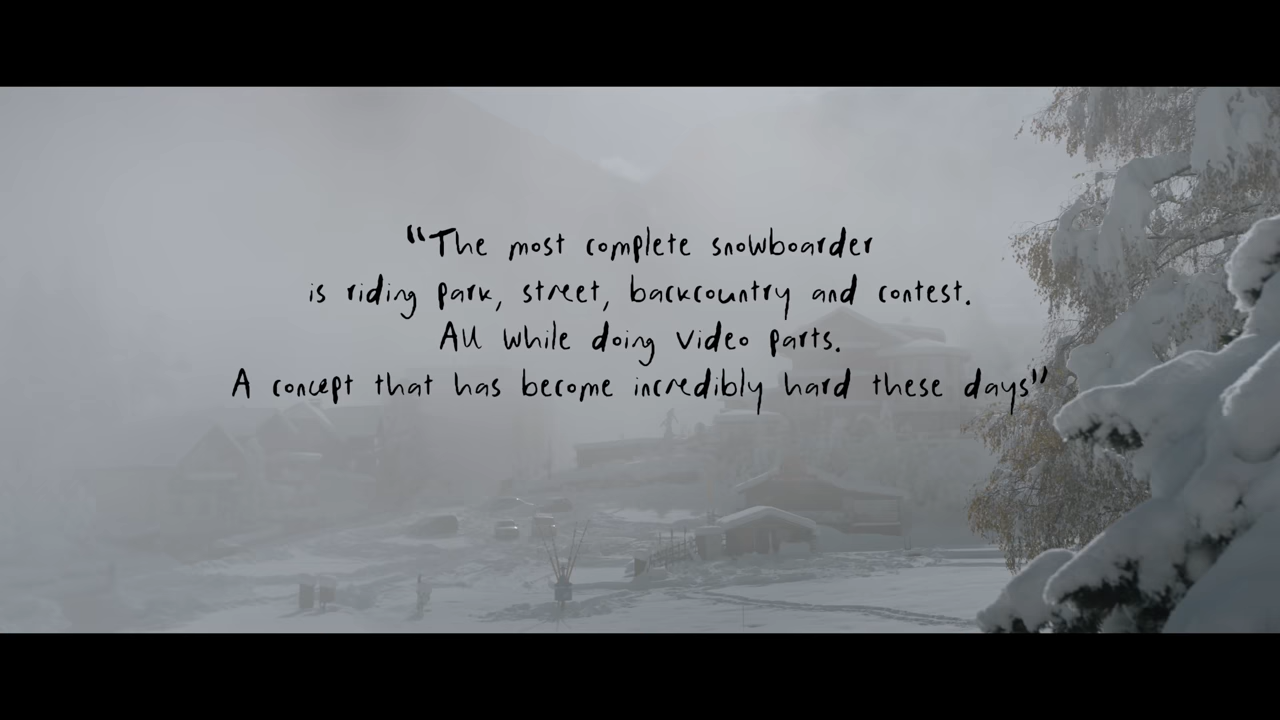 “The most complete snowboarder
is riding park, street, backcountry and contest.
All while doing video parts.
A concept that has become incredibly hard these days”